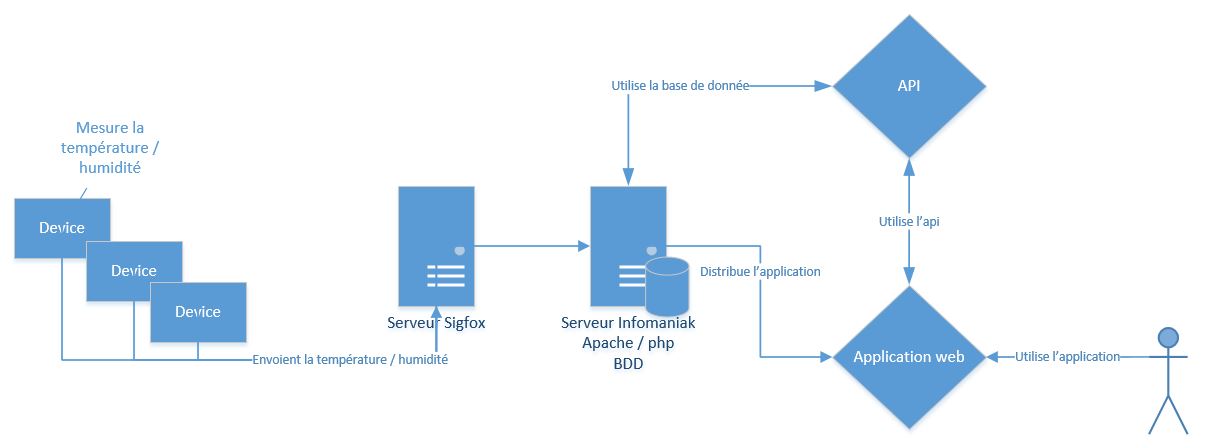 Mesure la
température /
humidité
Device
Device
Device
Envoient la température / humidité
Serveur Sigfox
Serveur Infomaniak
Apache / php
BDD
Utilise la base de donnée
API
Utilise l'api
Distribue l'application
Application web
Utilise l'application